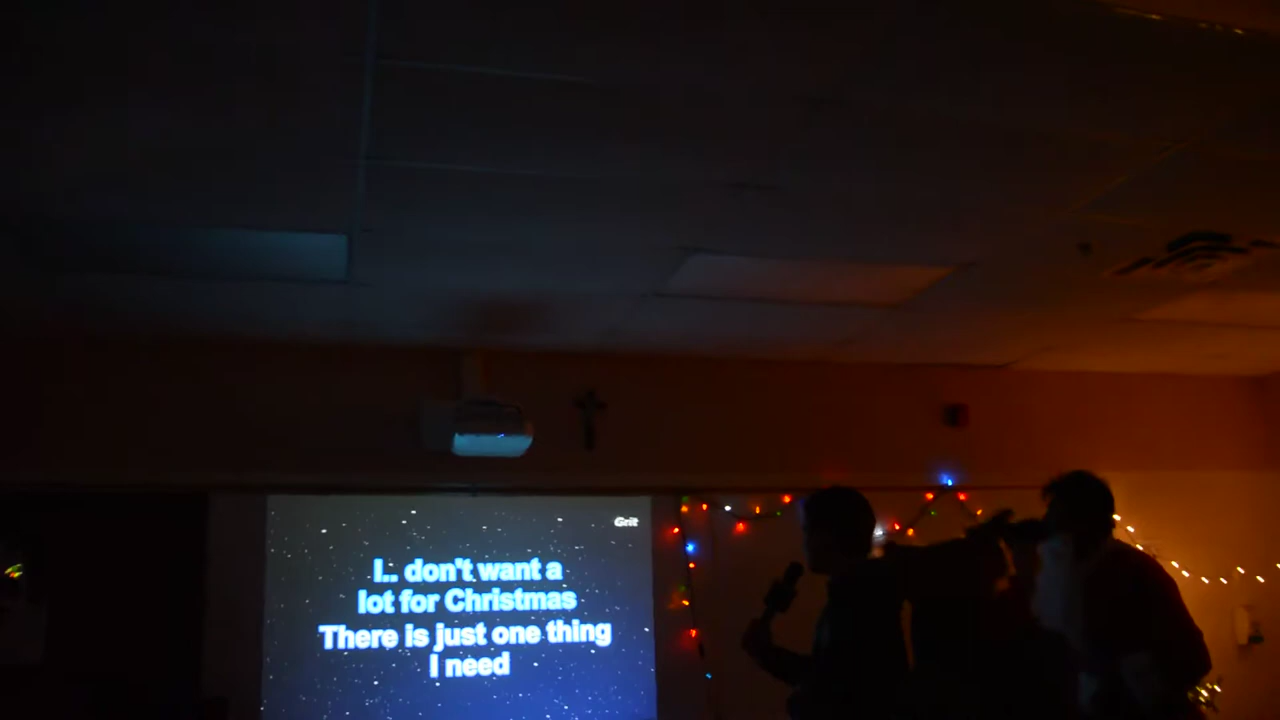 Grit
I.. don't want a
lot for Christmas
There is just one thing
I need